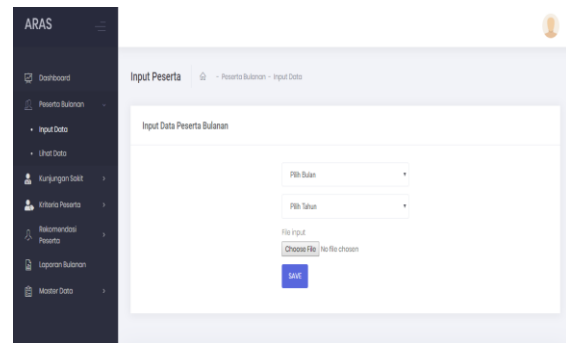 ARAS
Dashboard
Peserta Bulanan
Input Data
Lihat Data
Kunjungan Sakit
Kriteria Peserta
Rekomendasi
Peserta
Laporan Bulanan
Master Data
Input Peserta - Peserta Bulanan - Input Data
Input Data Peserta Bulanan
Pilih Bulan
Pilih Tahun
File Input
Choose File No file chosen
SAVE